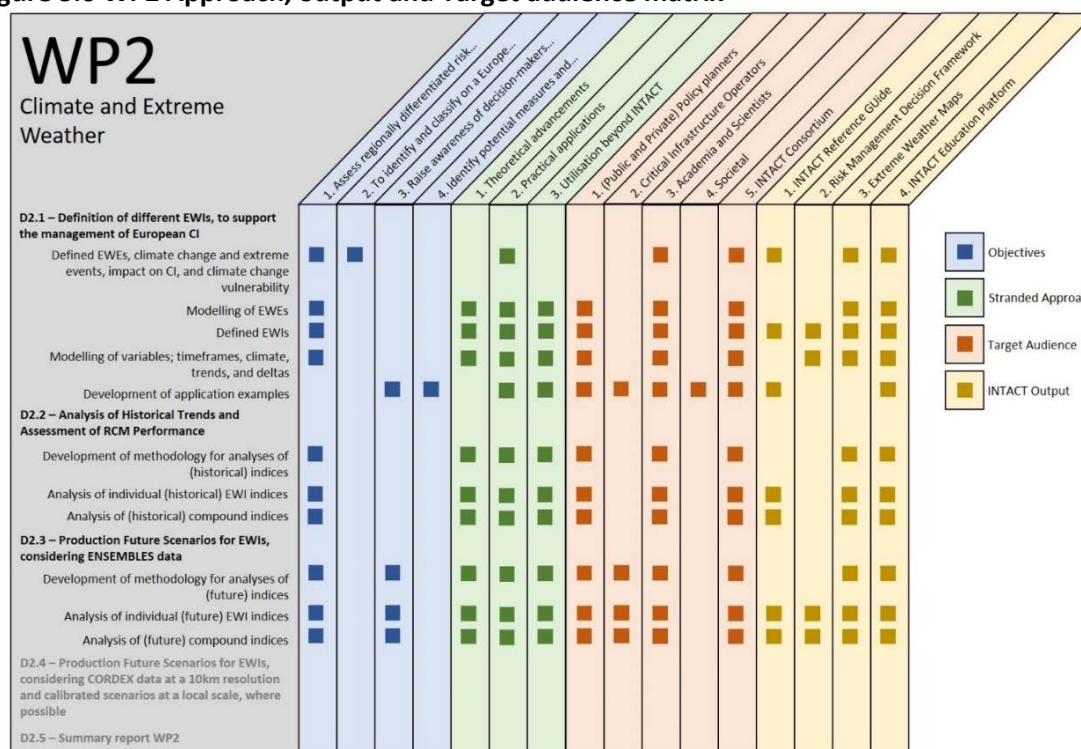 WP2 Approach, output and Target audience matrix
WP2
Climate and Extreme
Weather
1. Assess regionally differentiated risk...
2. To identify and classify on a Europe...
3. Raise awareness of decision-makers...
4. Identify potential measures and...
1. Theoretical advancements
2. Practical applications
3. Utilisation beyond INTACT
1. (Public and Private) Policy planners
2. Critical Infrastructure Operators
3. Academia and Scientists
4. Societal
5. INTACT Consortium
1. INTACT Reference GUide
2. Risk Management Decision Framework
3. Extreme Weather Maps
4. INTACT Education Platform
D2.1 – Definition of different EWIs, to support
the management of European CI
Defined EWEs, climate change and extreme
events, impact on CI, and climate change
vulnerability
Modelling of EWEs
Defined EWIs
Modelling of variables; timeframes, climate,
trends, and deltas
Development of application examples
D2.2 – Analysis of Historical Trends and
Assessment of RCM Performance
Development of methodology for analyses of
(historical) indices
Analysis of individual (historical) EWI indices
Analysis of (historical) compound indices
D2.3 – Production Future Scenarios for EWIs,
considering ENSEMBLES data
Development of methodology for analyses of
(future) indices
Analysis of individual (future) EWI indices
Analysis of (future) compound indices
D2.4 – Production Future Scenarios for EWIs,
considering CORDEX data at a 10km resolution
and calibrated scenarios at a local scale, where
possible
D2.5 – Summary report WP2
Objectives
Stranded Approa
Target Audience
INTACT Output